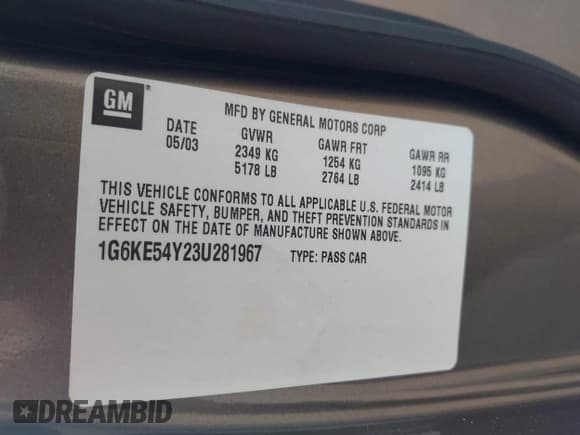 GM ®
MFD BY GENERAL MOTORS CORP
DATE GVWR GAWR FRT GAWR RR
05/03 2349 KG 1254 KG 1095 KG
5178 LB 2764 LB 2414 LB
THIS VEHICLE CONFORMS TO ALL APPLICABLE U.S. FEDERAL MOTOR
VEHICLE SAFETY, BUMPER, AND THEFT PREVENTION STANDARDS IN
EFFECT ON THE DATE OF MANUFACTURE SHOWN ABOVE.
1G6KE54Y23U281967 TYPE: PASS CAR
DREAMBID